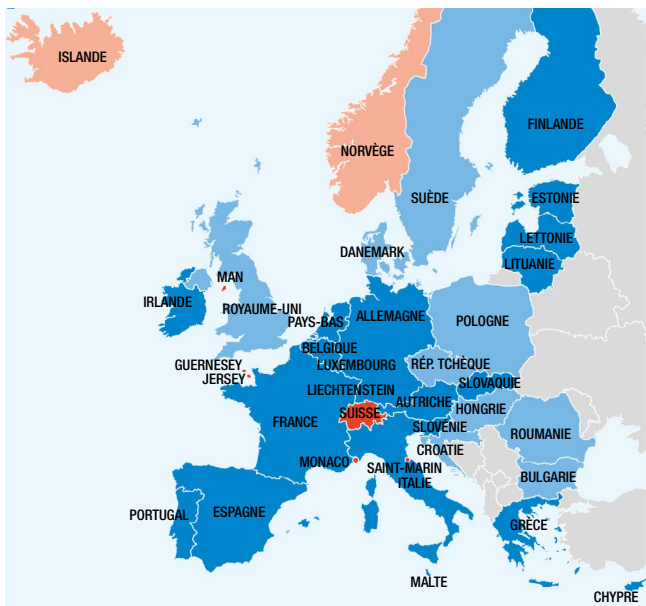 ISLANDE
FINLANDE
NORVÈGE
SUÈDE
ESTONIE
LETTONIE
LITUANIE
DANEMARK
MAN
IRLANDE
ROYAUME-UNI
PAYS-BAS
ALLEMAGNE
POLOGNE
BELGIQUE
LUXEMBOURG
RÉP. TCHÈQUE
GUERNESEY
JERSEY
SLOVAQUIE
LIECHTENSTEIN
AUTRICHE
HONGRIE
SUISSE
FRANCE
SLOVÉNIE
ROUMANIE
CROATIE
MONACO
SAINT-MARIN
ITALIE
BULGARIE
PORTUGAL
ESPAGNE
GRÈCE
MALTE
CHYPRE